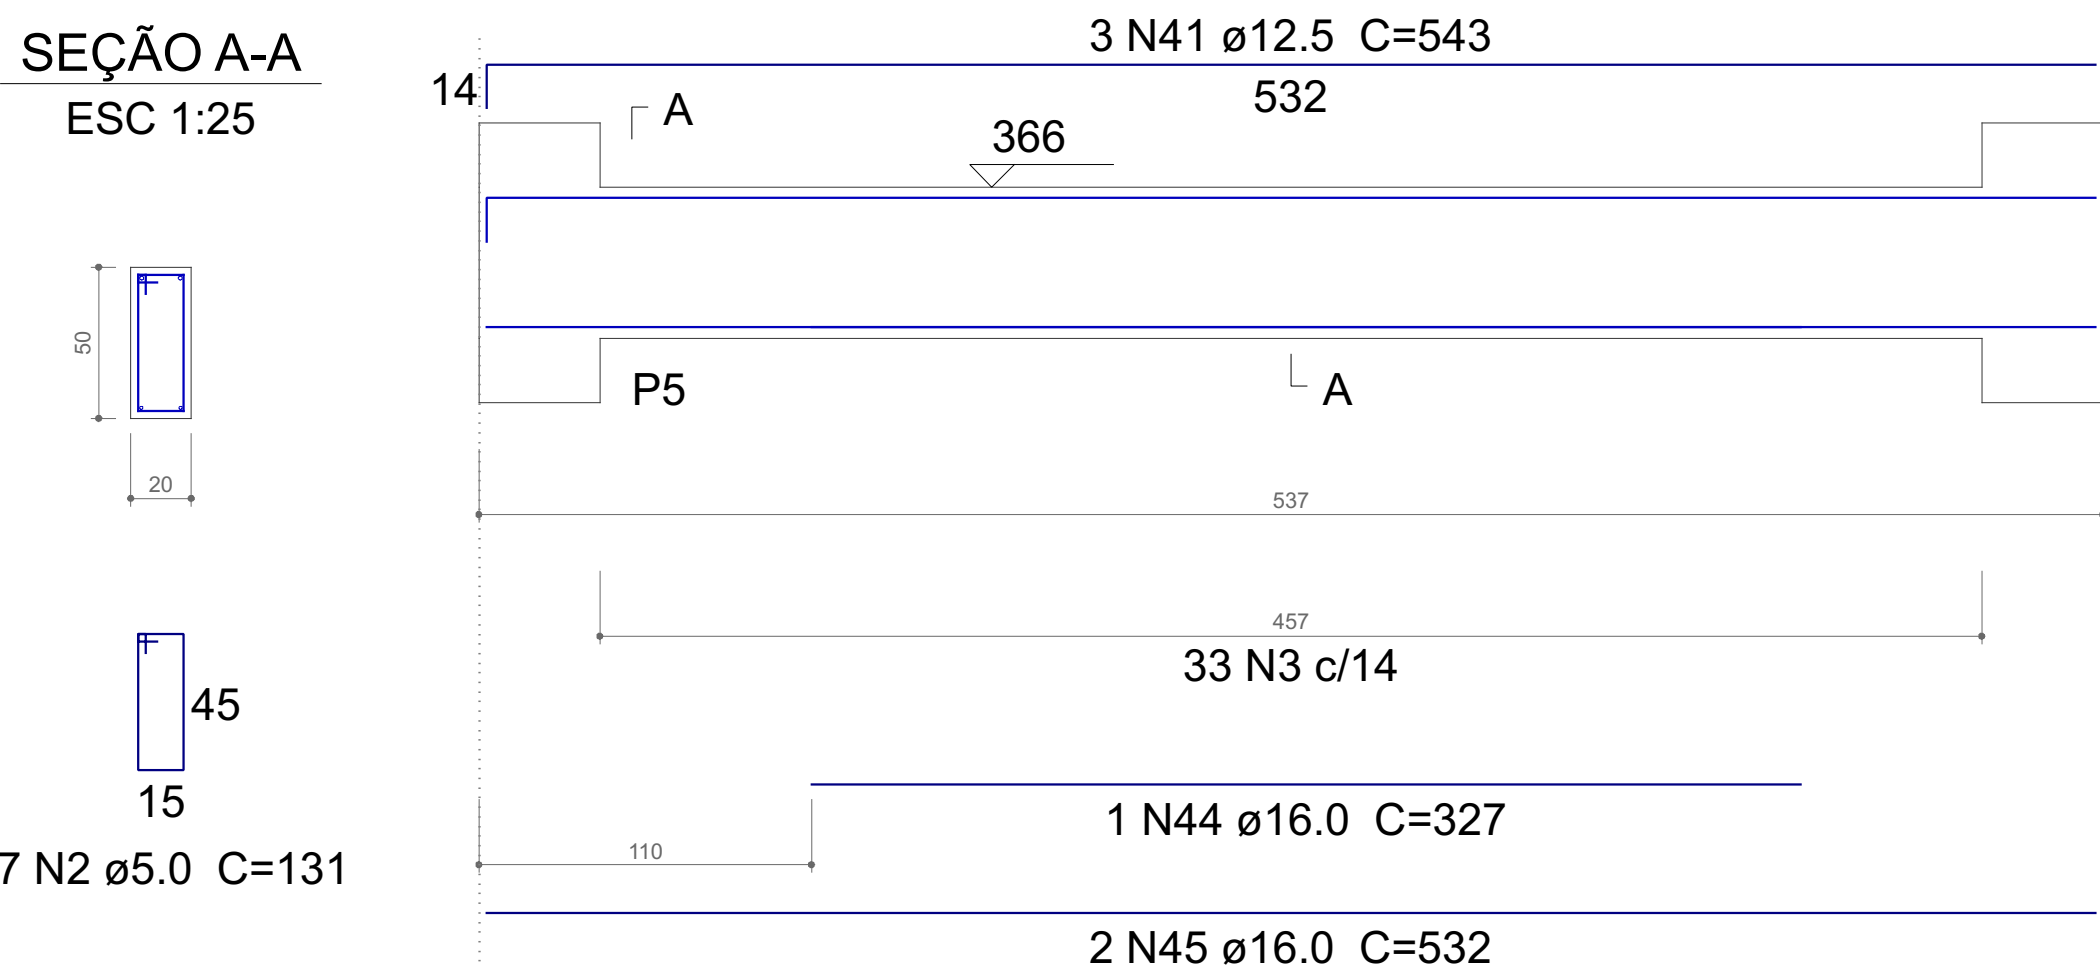 SEÇÃO A-A
ESC 1:25
50
20
45
15
7 N2 ø5.0 C=131
3 N41 ø12.5 C=543
14
532
A
366
P5
A
537
457
33 N3 c/14
1 N44 ø16.0 C=327
110
2 N45 ø16.0 C=532